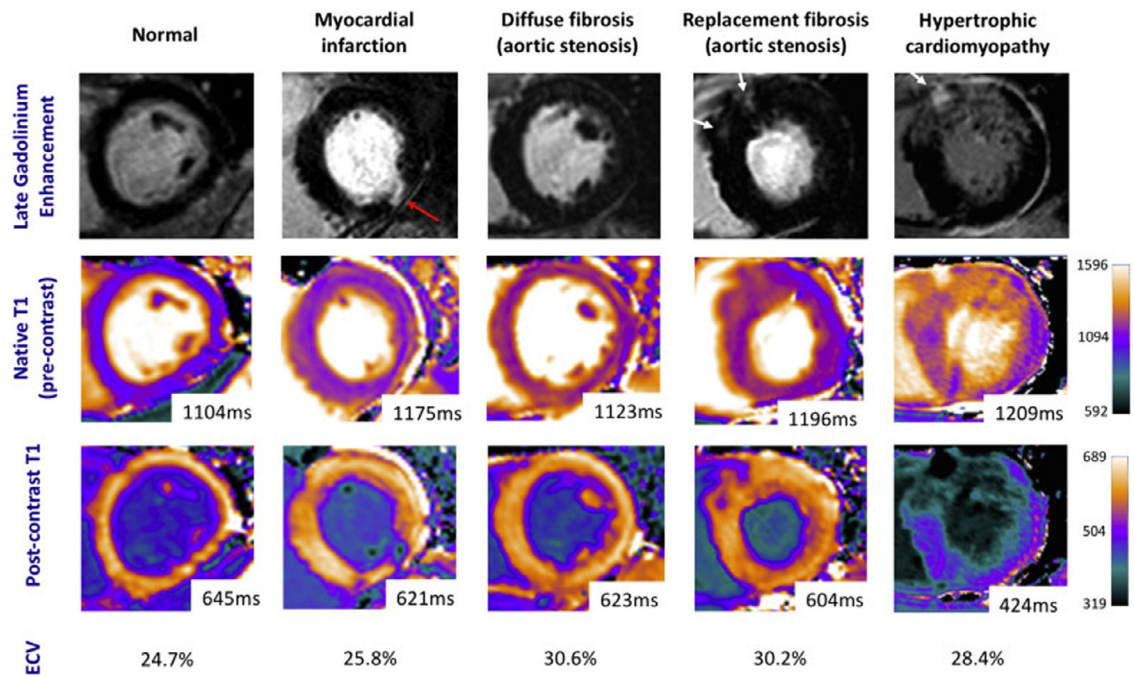 Normal
Myocardial
infarction
Diffuse fibrosis
(aortic stenosis)
Replacement fibrosis
(aortic stenosis)
Hypertrophic
cardiomyopathy
Late Gadolinium
Enhancement
Native T1
(pre-contrast)
1104ms
1175ms
1123ms
1196ms
1209ms
1596
1094
592
Post-contrast T1
645ms
621ms
623ms
604ms
424ms
689
504
319
ECV
24.7%
25.8%
30.6%
30.2%
28.4%